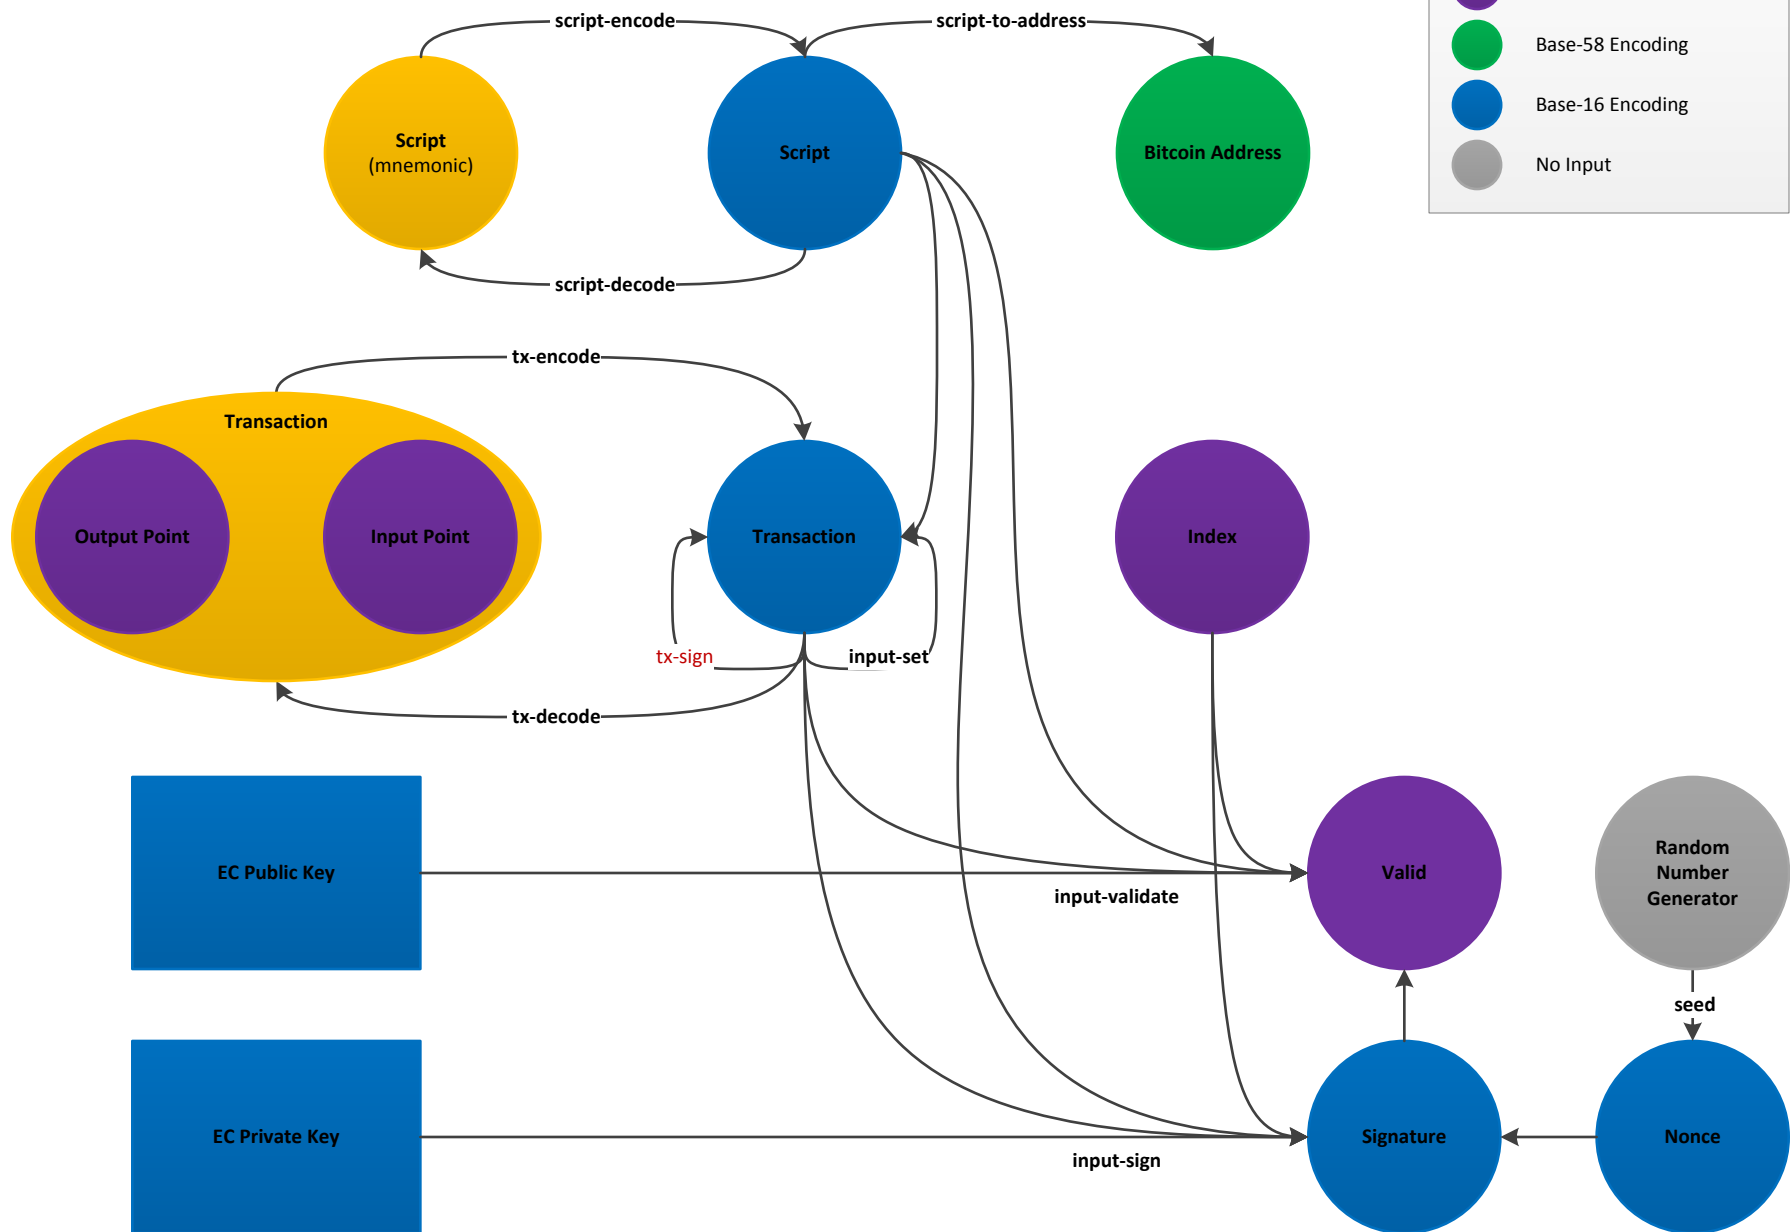 script-encode
script-to-address
Base-58 Encoding
Base-16 Encoding
No Input
Script
(mnemonic)
Script
Bitcoin Address
script-decode
tx-encode
Transaction
Output Point
Input Point
Transaction
Index
tx-sign
input-set
tx-decode
EC Public Key
input-validate
Valid
Random
Number
Generator
seed
EC Private Key
input-sign
Signature
Nonce